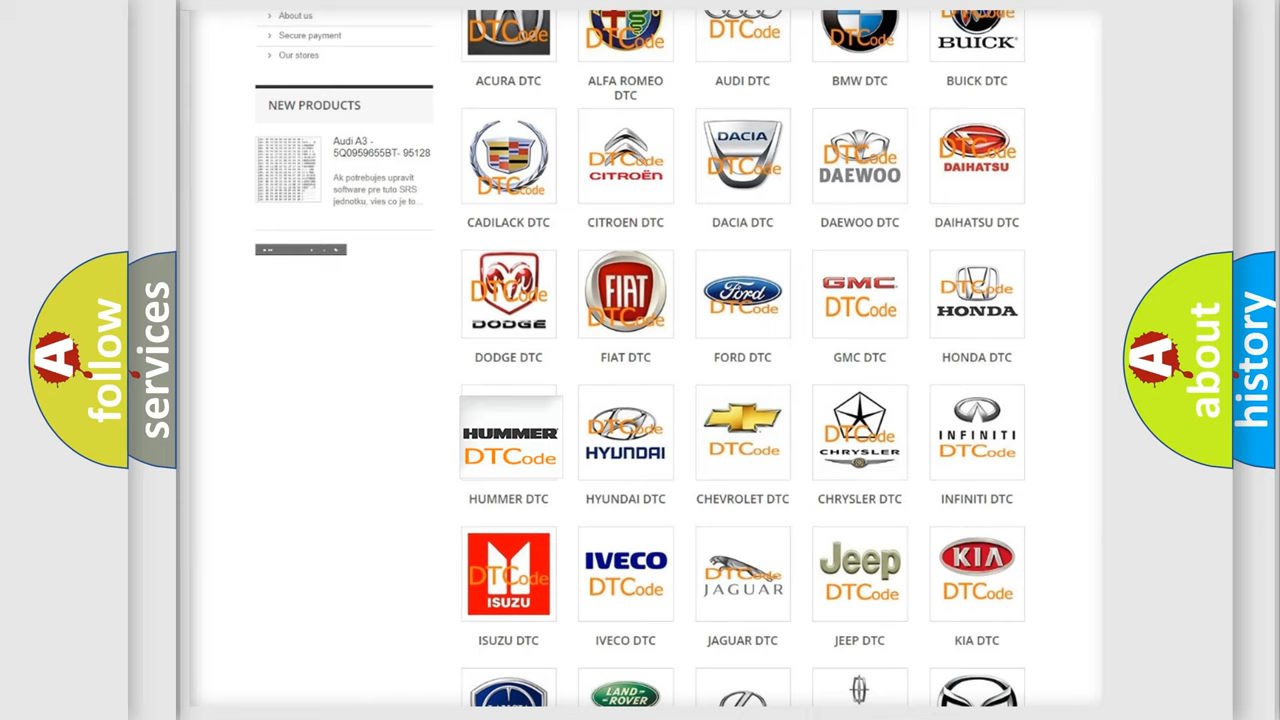 About us
Secure payment
Our stores
NEW PRODUCTS
Audi A3 -
5Q0959655BT- 95128
Ak potrebujes upravit
software pre tuto SRS
jednotku, vies co je to...
DTCode
DTCode
DTCode
DTCode
BUICK
ACURA DTC
ALFA ROMEO
DTC
AUDI DTC
BMW DTC
BUICK DTC
DTCode
DTCode
CITROËN
DACIA
DTCode
DTCode
DAEWOO
DTCode
DAIHATSU
CADILACK DTC
CITROEN DTC
DACIA DTC
DAEWOO DTC
DAIHATSU DTC
DTCode
DODGE
FIAT
DTCode
Ford
DTCode
GMC
DTCode
DTCode
HONDA
DODGE DTC
FIAT DTC
FORD DTC
GMC DTC
HONDA DTC
HUMMER
DTCode
DTCode
HYUNDAI
DTCode
DTCode
CHRYSLER
INFINITI
DTCode
HUMMER DTC
HYUNDAI DTC
CHEVROLET DTC
CHRYSLER DTC
INFINITI DTC
DTCode
ISUZU
IVECO
DTCode
DTCode
JAGUAR
Jeep
DTCode
KIA
DTCode
ISUZU DTC
IVECO DTC
JAGUAR DTC
JEEP DTC
KIA DTC
LAND-
ROVER
A
follow
services
A
about
history